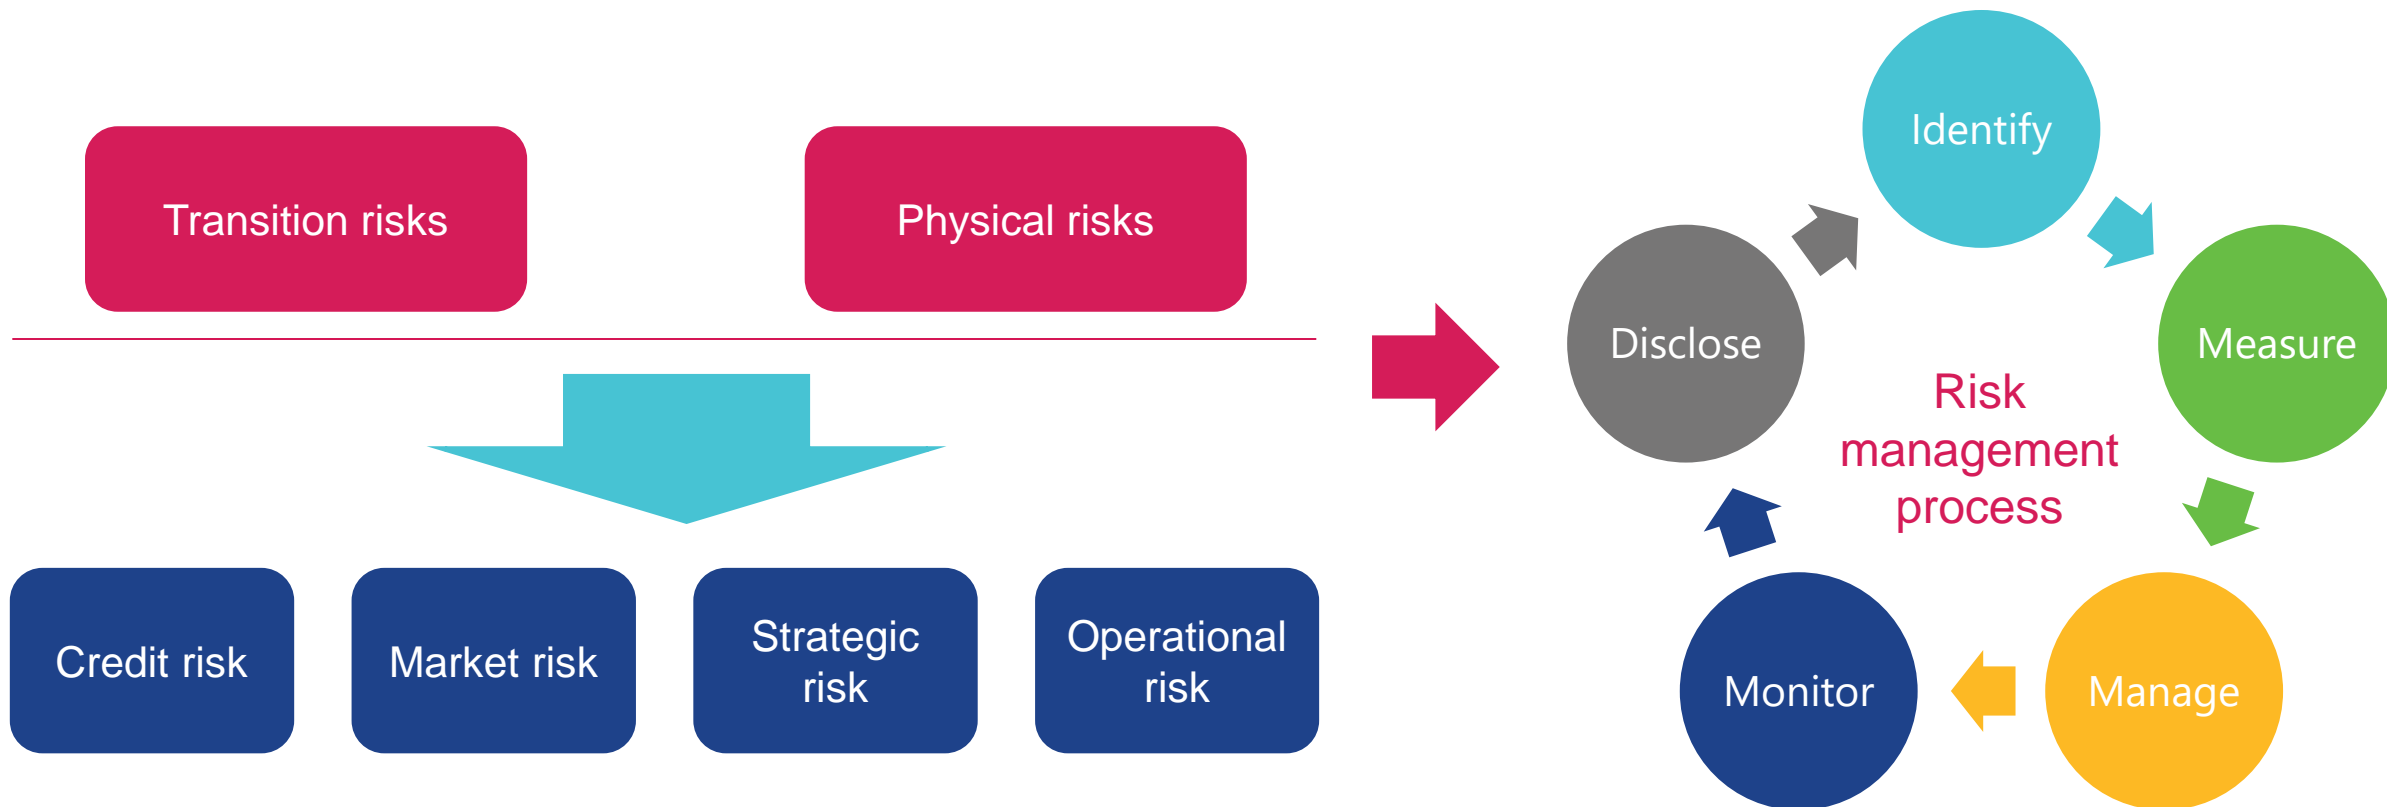 Transition risks
Physical risks
Credit risk
Market risk
Strategic
risk
Operational
risk
Identify
Measure
Manage
Monitor
Disclose
Risk
management
process